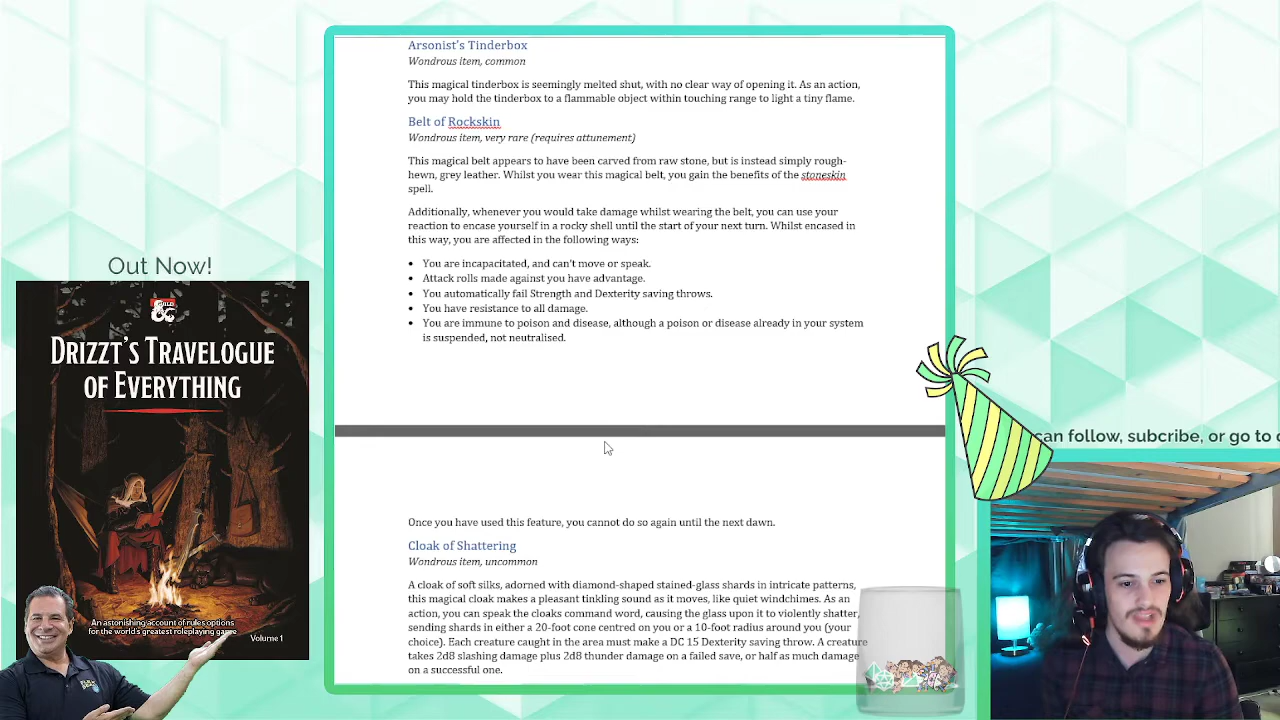 Arsonist's Tinderbox
Wondrous item, common
This magical tinderbox is seemingly melted shut, with no clear way of opening it. As an action,
you may hold the tinderbox to a flammable object within touching range to light a tiny flame.
Belt of Rockskin
Wondrous item, very rare (requires attunement)
This magical belt appears to have been carved from raw stone, but is instead simply rough-
hewn, grey leather. Whilst you wear this magical belt, you gain the benefits of the stoneskin
spell.
Additionally, whenever you would take damage whilst wearing the belt, you can use your
reaction to encase yourself in a rocky shell until the start of your next turn. Whilst encased in
this way, you are affected in the following ways:
• You are incapacitated, and can't move or speak.
• Attack rolls made against you have advantage.
• You automatically fail Strength and Dexterity saving throws.
• You have resistance to all damage.
• You are immune to poison and disease, although a poison or disease already in your system
is suspended, not neutralised.
Once you have used this feature, you cannot do so again until the next dawn.
Cloak of Shattering
Wondrous item, uncommon
A cloak of soft silks, adorned with diamond-shaped stained-glass shards in intricate patterns,
this magical cloak makes a pleasant tinkling sound as it moves, like quiet windchimes. As an
action, you can speak the cloaks command word, causing the glass upon it to violently shatter,
sending shards in either a 20-foot cone centred on you or a 10-foot radius around you (your
choice). Each creature caught in the area must make a DC 15 Dexterity saving throw. A creature
takes 2d8 slashing damage plus 2d8 thunder damage on a failed save, or half as much damage
on a successful one.
Out Now!
DRIZZT'S TRAVELOGUE
OF EVERYTHING
An astonishing account of rules options
for the world's greatest roleplaying game
Volume 1
can follow, subcribe, or go to